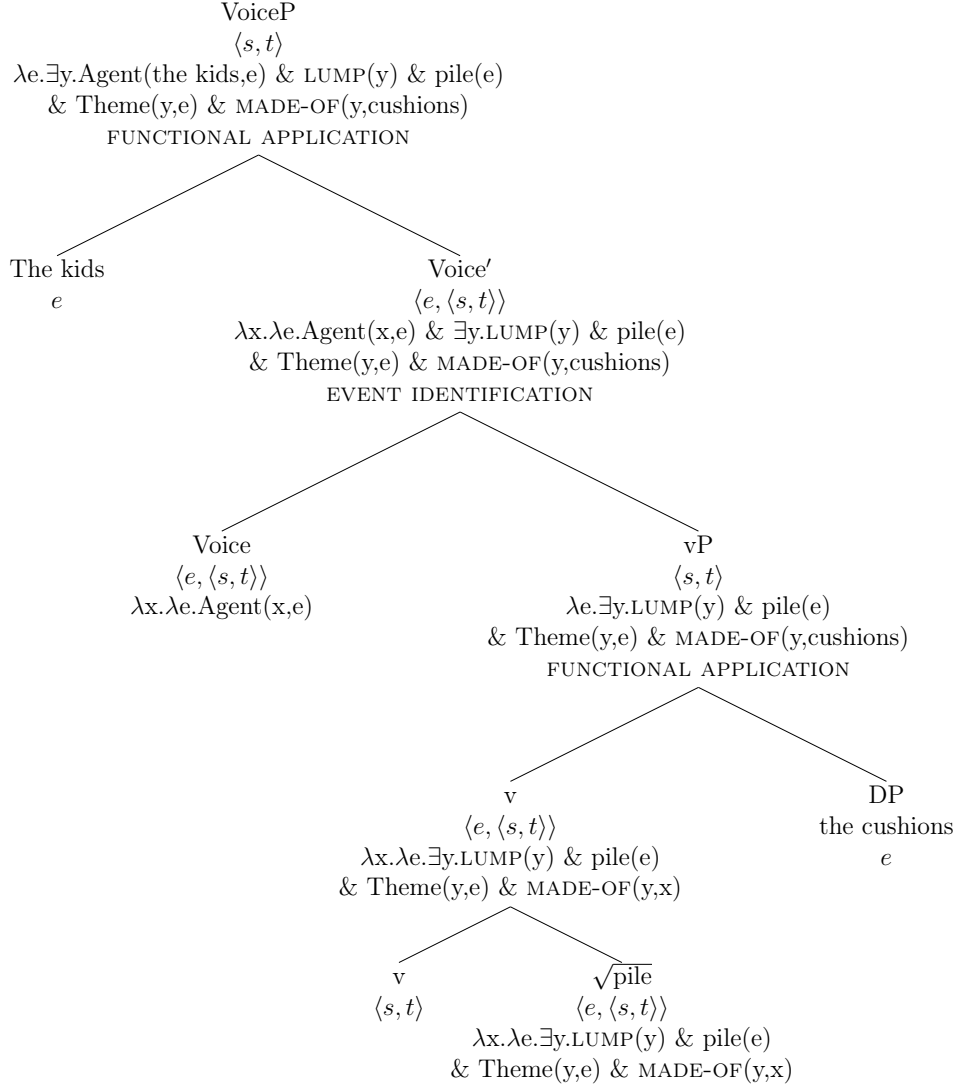 VoiceP
⟨s, t⟩
λe.∃y.Agent(the kids,e) & LUMP(y) & pile(e)
& Theme(y,e) & MADE-OF(y,cushions)
FUNCTIONAL APPLICATION
The kids
e
Voice′
⟨e, ⟨s, t⟩⟩
λx.λe.Agent(x,e) & ∃y.LUMP(y) & pile(e)
& Theme(y,e) & MADE-OF(y,cushions)
EVENT IDENTIFICATION
Voice
⟨e, ⟨s, t⟩⟩
λx.λe.Agent(x,e)
vP
⟨s, t⟩
λe.∃y.LUMP(y) & pile(e)
& Theme(y,e) & MADE-OF(y,cushions)
FUNCTIONAL APPLICATION
v
⟨e, ⟨s, t⟩⟩
λx.λe.∃y.LUMP(y) & pile(e)
& Theme(y,e) & MADE-OF(y,x)
DP
the cushions
e
v
⟨s, t⟩
√pile
⟨e, ⟨s, t⟩⟩
λx.λe.∃y.LUMP(y) & pile(e)
& Theme(y,e) & MADE-OF(y,x)